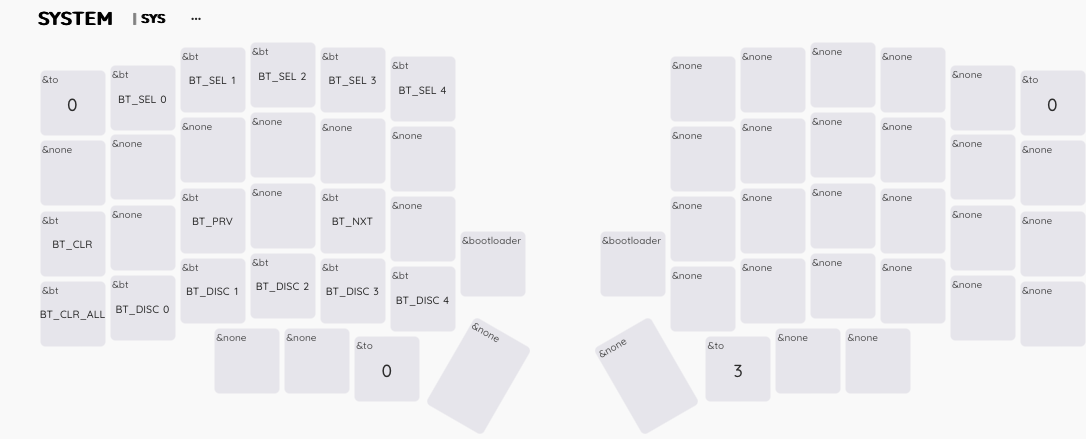 SYSTEM | SYS ...
&to 0
&bt BT_SEL 0
&bt BT_SEL 1
&bt BT_SEL 2
&bt BT_SEL 3
&bt BT_SEL 4
&none
&none
&none
&none
&none
&to 0
&none
&none
&none
&none
&none
&none
&none
&none
&none
&none
&none
&none
&bt BT_CLR
&none
&bt BT_PRV
&none
&bt BT_NXT
&none
&bootloader
&bootloader
&none
&none
&none
&none
&none
&none
&bt BT_CLR_ALL
&bt BT_DISC 0
&bt BT_DISC 1
&bt BT_DISC 2
&bt BT_DISC 3
&bt BT_DISC 4
&none
&none
&none
&none
&none
&none
&none
&none
&to 0
&none
&none
&to 3
&none
&none